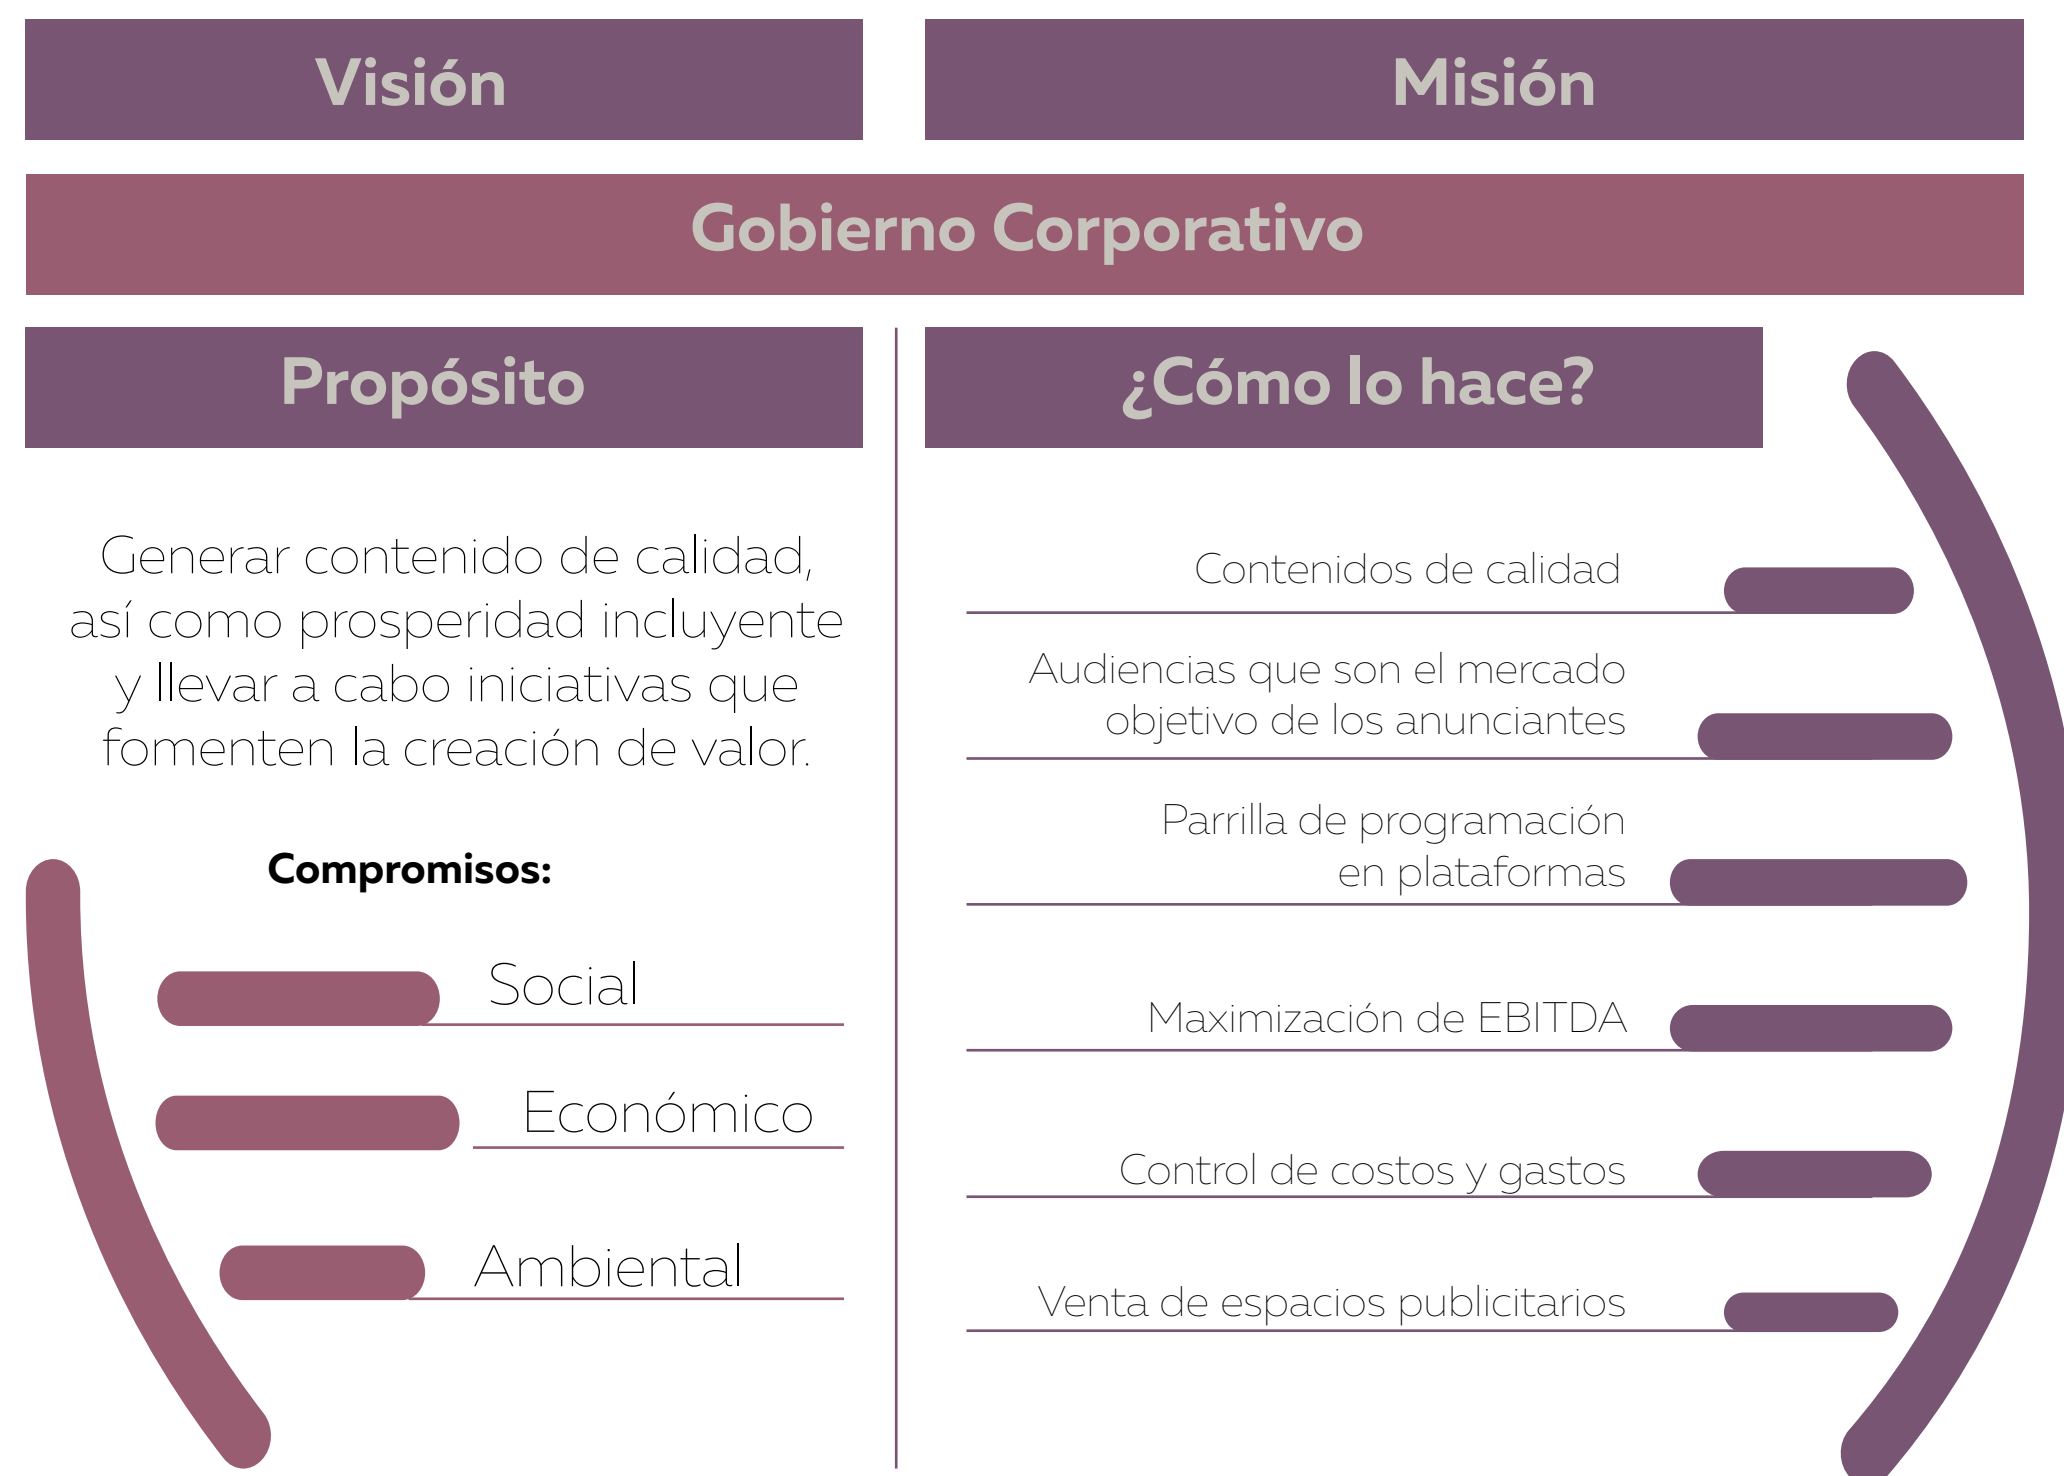 Visión
Misión
Gobierno Corporativo
Propósito
Generar contenido de calidad,
así como prosperidad incluyente
y llevar a cabo iniciativas que
fomenten la creación de valor.
Compromisos:
Social
Económico
Ambiental
¿Cómo lo hace?
Contenidos de calidad
Audiencias que son el mercado
objetivo de los anunciantes
Parrilla de programación
en plataformas
Maximización de EBITDA
Control de costos y gastos
Venta de espacios publicitarios